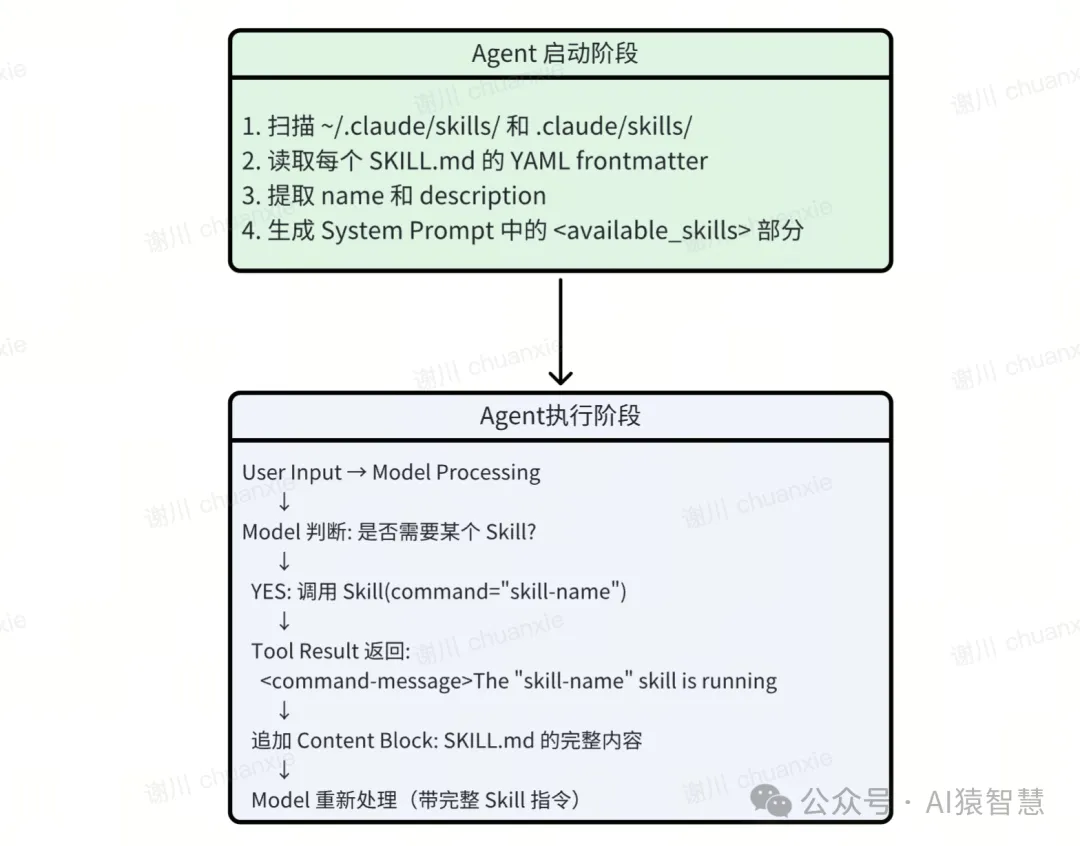 Agent 启动阶段
1. 扫描 ~/.claude/skills/ 和 .claude/skills/
2. 读取每个 SKILL.md 的 YAML frontmatter
3. 提取 name 和 description
4. 生成 System Prompt 中的 <available_skills> 部分
Agent执行阶段
User Input → Model Processing
↓
Model 判断: 是否需要某个 Skill?
↓
YES: 调用 Skill(command="skill-name")
↓
Tool Result 返回:
<command-message>The "skill-name" skill is running
↓
追加 Content Block: SKILL.md 的完整内容
↓
Model 重新处理（带完整 Skill 指令）
公众号 · AI猿智慧
谢川 chuanxie